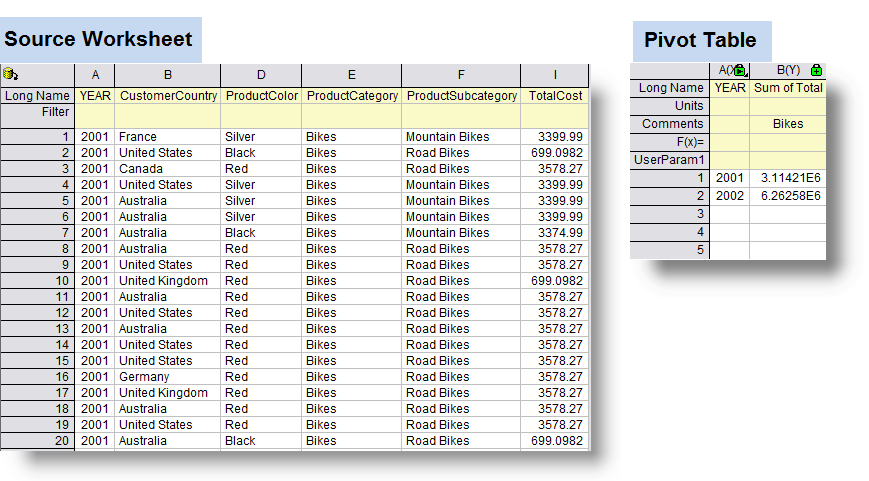 Source Worksheet
A B D E F I
Long Name YEAR CustomerCountry ProductColor ProductCategory ProductSubcategory TotalCost
Filter
1 2001 France Silver Bikes Mountain Bikes 3399.99
2 2001 United States Black Road Bikes 699.0982
3 2001 Canada Red Bikes Road Bikes 3578.27
4 2001 United States Silver Bikes Mountain Bikes 3399.99
5 2001 Australia Silver Bikes Mountain Bikes 3399.99
6 2001 Australia Silver Bikes Mountain Bikes 3399.99
7 2001 Australia Black Bikes Mountain Bikes 3374.99
8 2001 Australia Red Bikes Road Bikes 3578.27
9 2001 United States Red Bikes Road Bikes 3578.27
10 2001 United Kingdom Red Bikes Road Bikes 699.0982
11 2001 Australia Red Bikes Road Bikes 3578.27
12 2001 United States Red Bikes Road Bikes 3578.27
13 2001 Australia Red Bikes Road Bikes 3578.27
14 2001 United States Red Bikes Road Bikes 3578.27
15 2001 United States Red Bikes Road Bikes 3578.27
16 2001 Germany Red Bikes Road Bikes 3578.27
17 2001 United Kingdom Red Bikes Road Bikes 3578.27
18 2001 Australia Red Bikes Road Bikes 3578.27
19 2001 United States Red Bikes Road Bikes 3578.27
20 2001 Australia Black Bikes Road Bikes 699.0982
Pivot Table
B(Y)
Long Name YEAR Sum of Total
Units
Comments Bikes
F(x)=
UserParam1
1 2001 3.11421E6
2 2002 6.26258E6
3
4
5